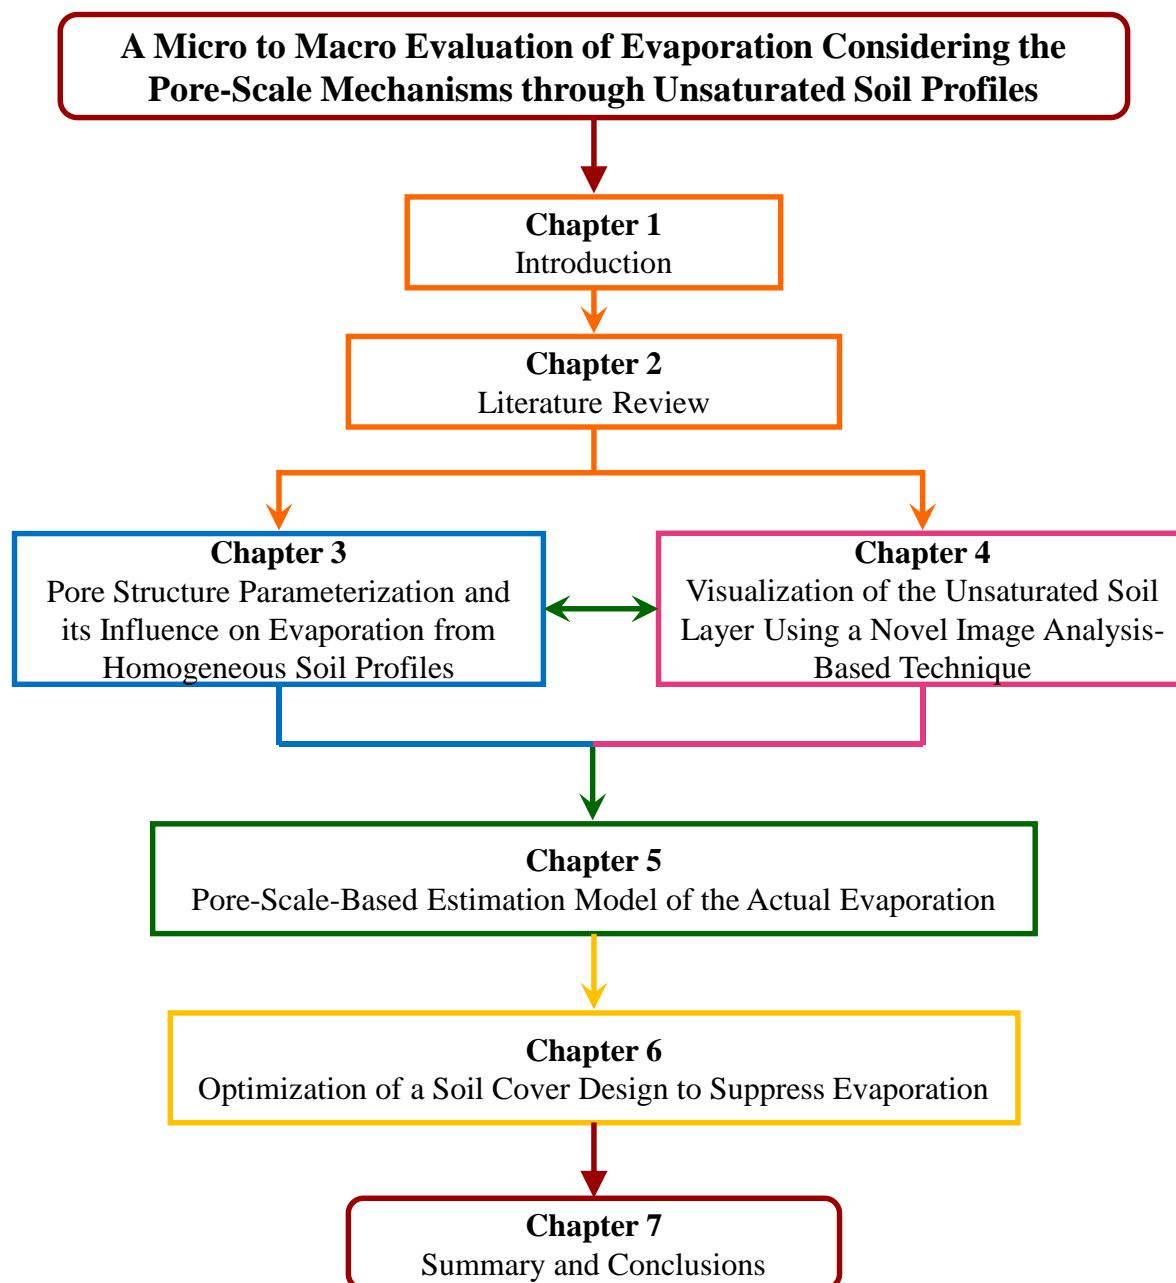 A Micro to Macro Evaluation of Evaporation Considering the
Pore-Scale Mechanisms through Unsaturated Soil Profiles
Chapter 1
Introduction
Chapter 2
Literature Review
Chapter 3
Pore Structure Parameterization and
its Influence on Evaporation from
Homogeneous Soil Profiles
Chapter 4
Visualization of the Unsaturated Soil
Layer Using a Novel Image Analysis-
Based Technique
Chapter 5
Pore-Scale-Based Estimation Model of the Actual Evaporation
Chapter 6
Optimization of a Soil Cover Design to Suppress Evaporation
Chapter 7
Summary and Conclusions